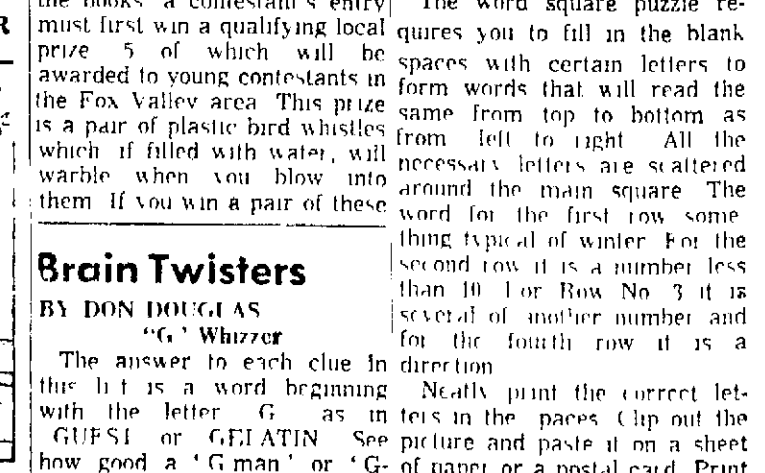 the books a contestant's entry
must first win a qualifying local
prize 5 of which will be
awarded to young contestants in
the Fox Valley area This prize
is a pair of plastic bird whistles
which if filled with water, will
warble when you blow into
them If you win a pair of these
Brain Twisters
BY DON DOUGLAS
"G' Whizzer
The answer to each clue in
this list is a word beginning
with the letter G as in
GUEST or GELATIN See
how good a 'G man' or 'G-
The word square puzzle re-
quires you to fill in the blank
spaces with certain letters to
form words that will read the
same from top to bottom as
from left to right All the
necessary letters are scattered
around the main square The
word for the first row some
thing typical of winter For the
second row it is a number less
than 10 For Row No 3 it is
several of another number and
for the fourth row it is a
direction
Neatly print the correct let-
ters in the paces Clip out the
picture and paste it on a sheet
of paper or a postal card Print